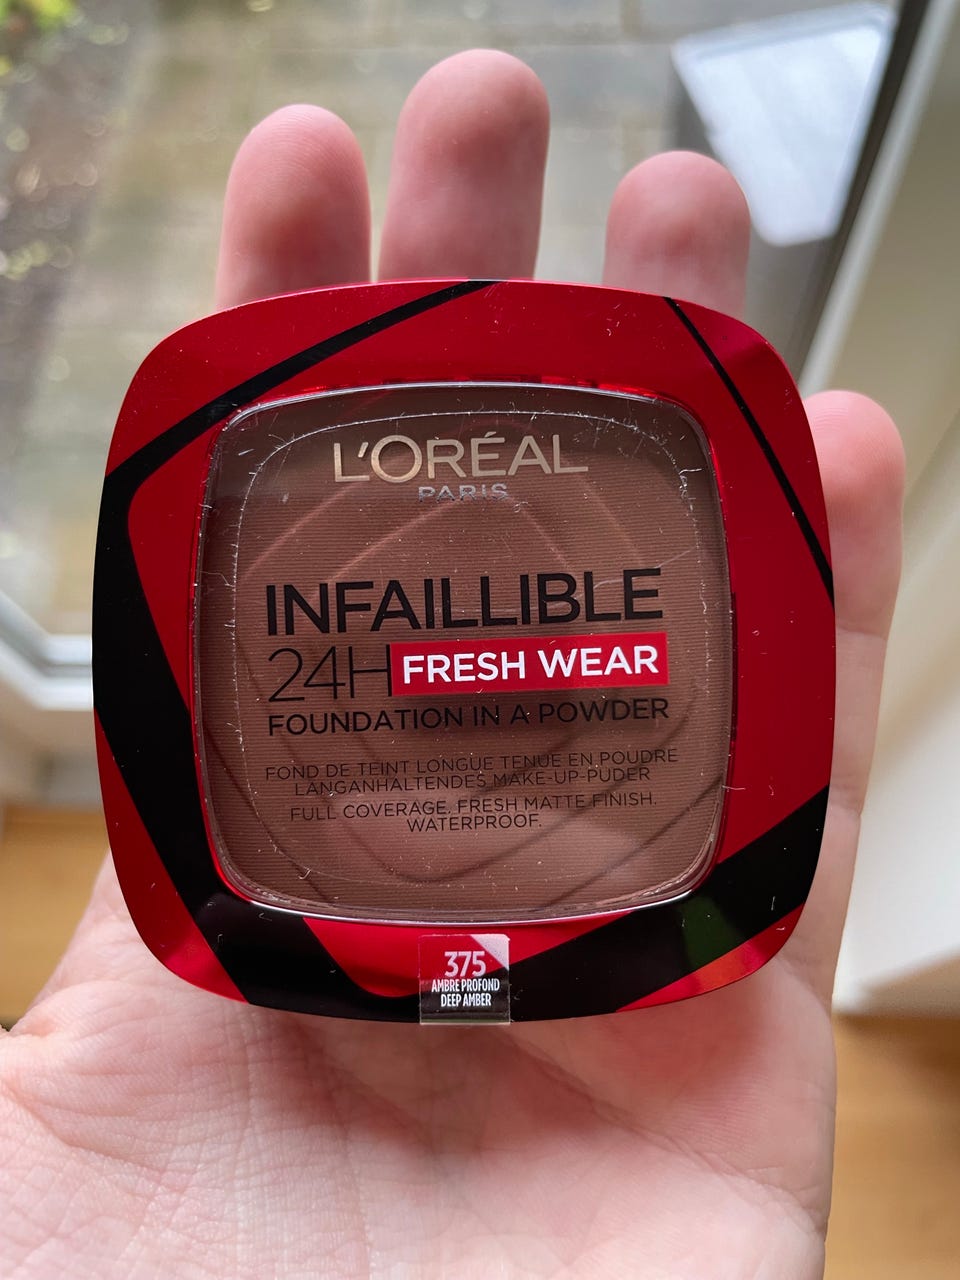 L'ORÉAL
PARIS
INFAILLIBLE
24H FRESH WEAR
FOUNDATION IN A POWDER
FOND DE TEINT LONGUE TENUE EN POUDRE
LANGANHALTENDES MAKE-UP-PUDER
FULL COVERAGE. FRESH MATTE FINISH.
WATERPROOF.
375
AMBRE PROFOND
DEEP AMBER